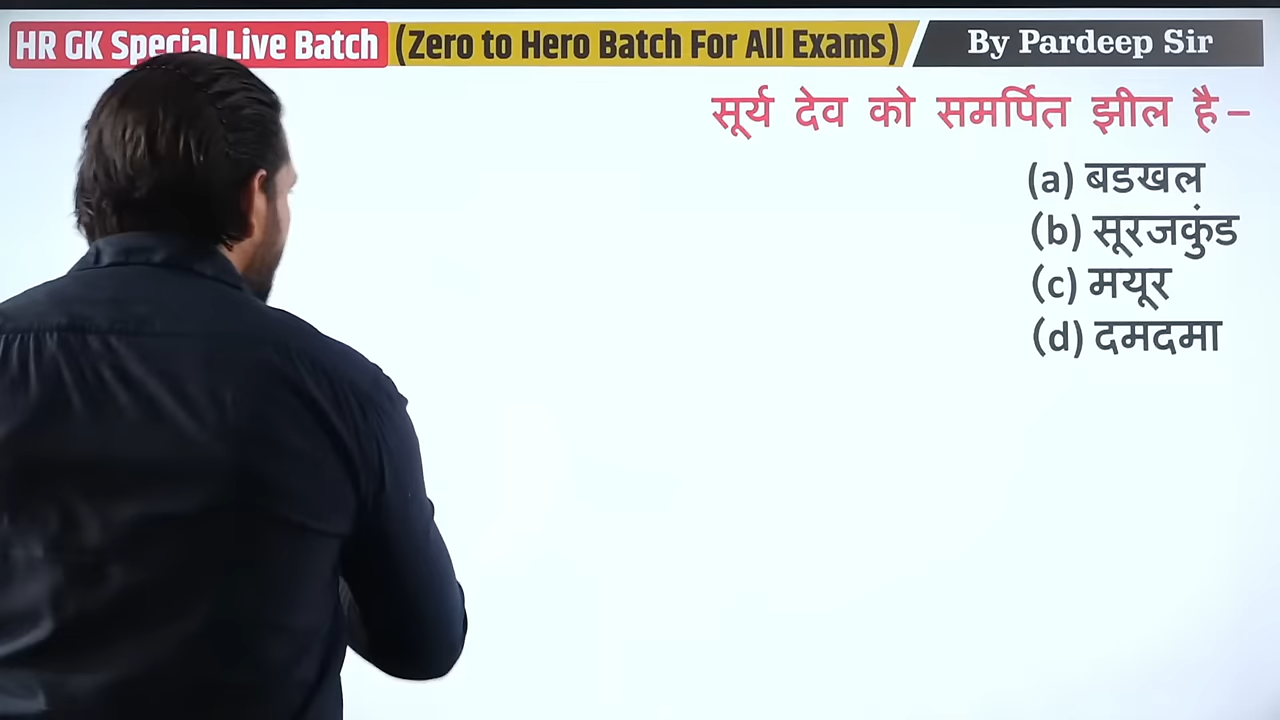 HR GK Special Live Batch (Zero to Hero Batch For All Exams) By Pardeep Sir
सूर्य देव को समर्पित झील है–
(a) बडखल
(b) सूरजकुंड
(c) मयूर
(d) दमदमा